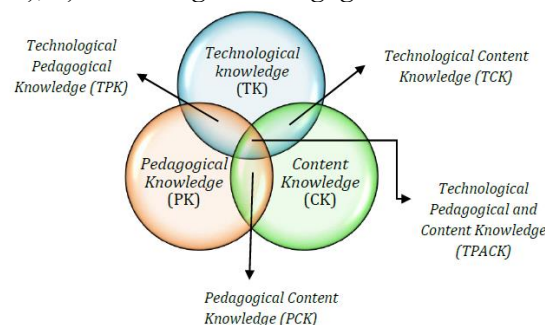 Technological
Pedagogical
Knowledge (TPK)
Technological
knowledge
(TK)
Technological Content
Knowledge (TCK)
Pedagogical
Knowledge
(PK)
Content
Knowledge
(CK)
Technological
Pedagogical and
Content Knowledge
(TPACK)
Pedagogical Content
Knowledge (PCK)